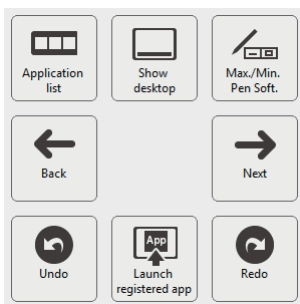 Application
list
Show
desktop
Max./Min.
Pen Soft.
Back
Next
Undo
App
Launch
registered app
Redo